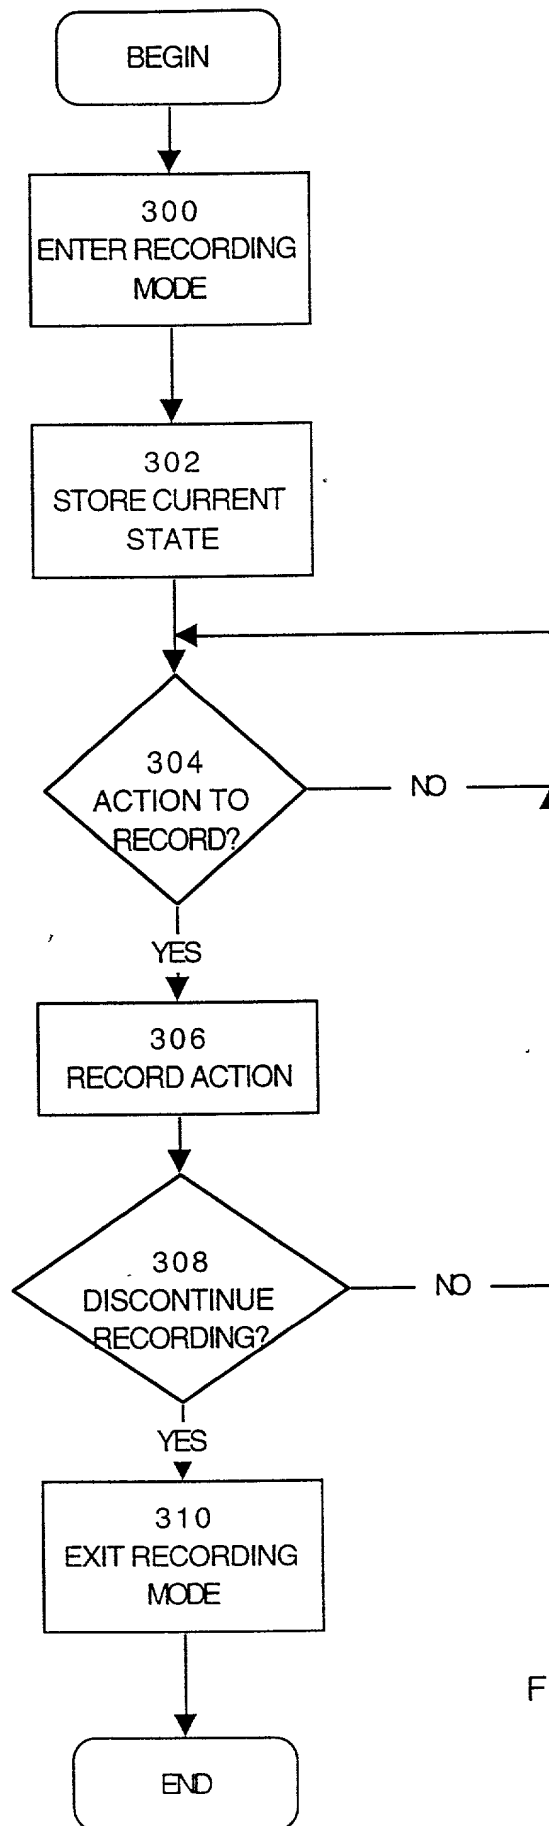 BEGIN
300
ENTER RECORDING
MODE
302
STORE CURRENT
STATE
304
ACTION TO
RECORD?
NO
YES
306
RECORD ACTION
308
DISCONTINUE
RECORDING?
NO
YES
310
EXIT RECORDING
MODE
F
END